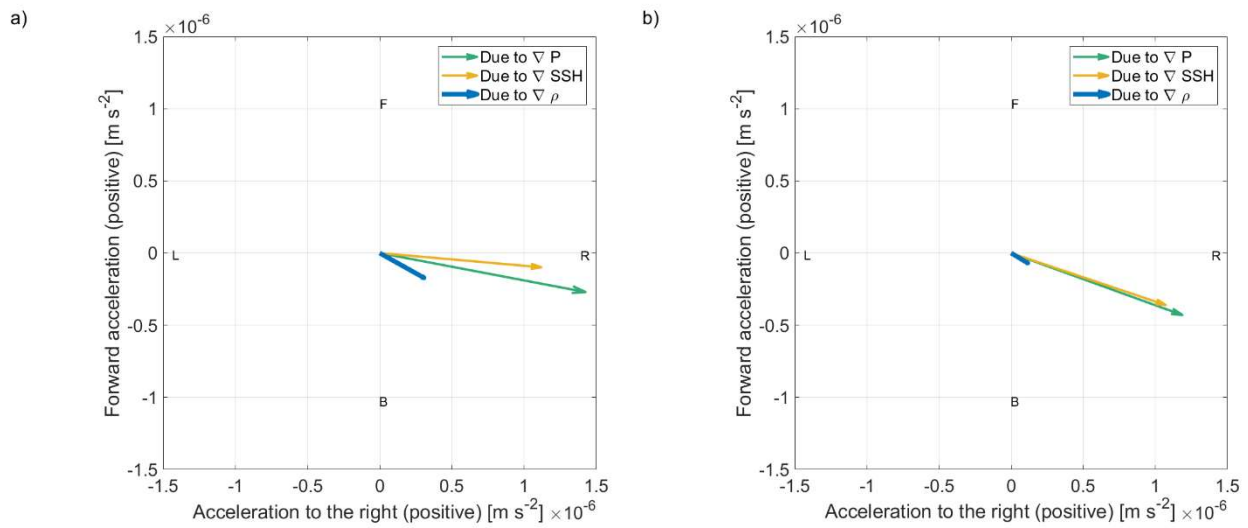 a)
×10⁻⁶
1.5
1
0.5
0
-0.5
-1
-1.5
Forward acceleration (positive) [m s⁻²]
Due to ∇ P
Due to ∇ SSH
Due to ∇ ρ
F
L
R
B
-1.5 -1 -0.5 0 0.5 1 1.5
Acceleration to the right (positive) [m s⁻²] ×10⁻⁶
b)
×10⁻⁶
1.5
1
0.5
0
-0.5
-1
-1.5
Forward acceleration (positive) [m s⁻²]
Due to ∇ P
Due to ∇ SSH
Due to ∇ ρ
F
L
R
B
-1.5 -1 -0.5 0 0.5 1 1.5
Acceleration to the right (positive) [m s⁻²] ×10⁻⁶